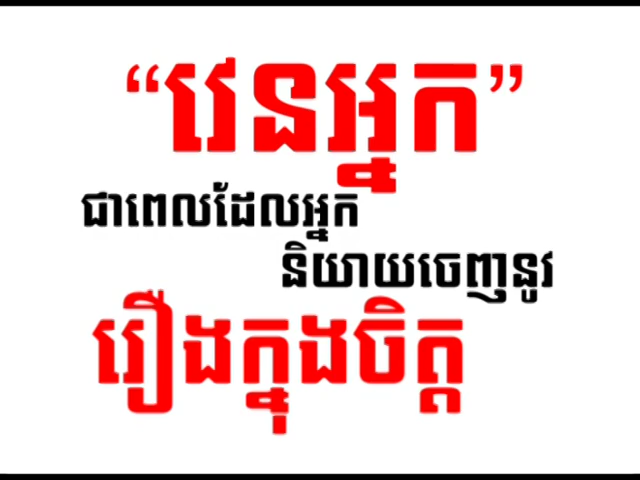 “វេនអ្នក”
ជាពេលដែលអ្នក
និយាយចេញនូវ
រឿងក្នុងចិត្ត